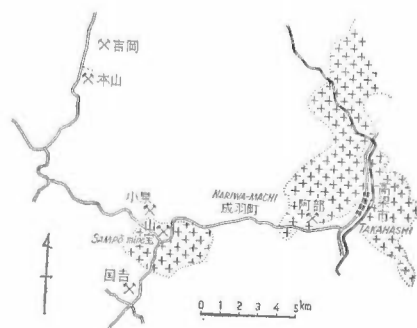 吉岡
本山
小泉
山
SAMPŌ mine
国吉
NARIWA-MACHI
成羽町
阿部
高梁市
TAKAHASHI
0 1 2 3 4 5km